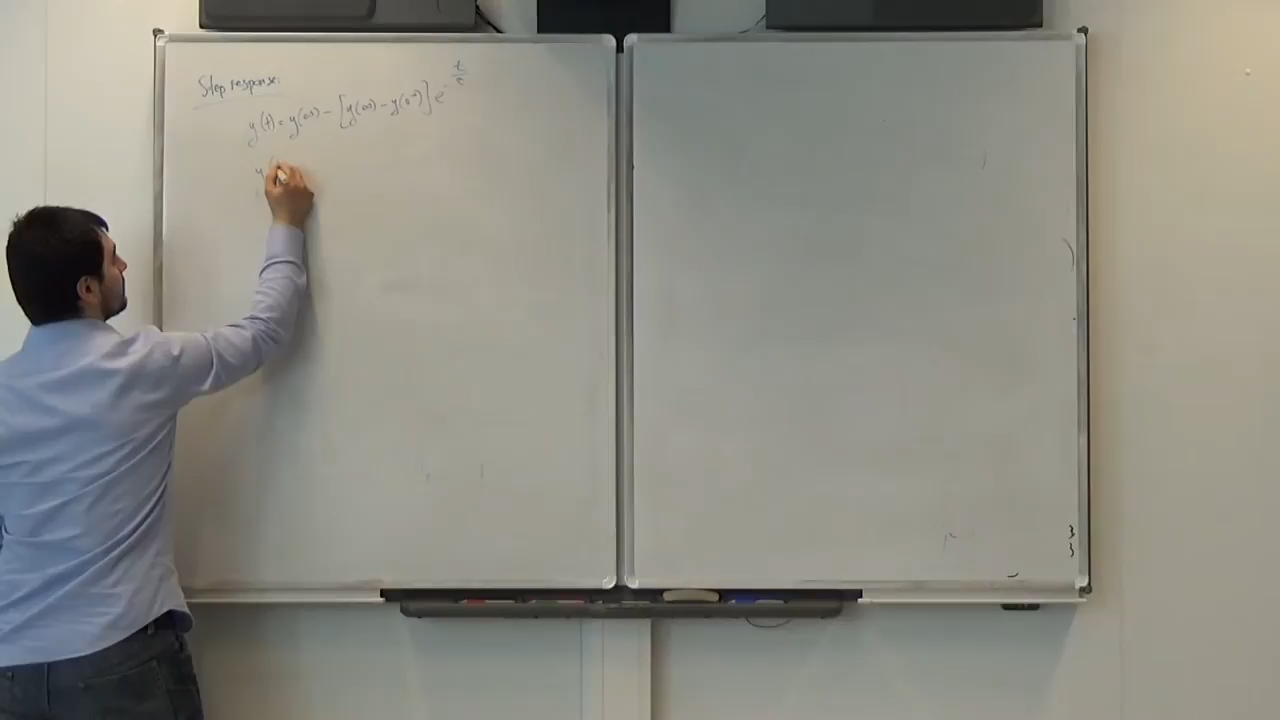 Step response:
y(t) = y(∞) - [y(∞) - y(0⁺)] e^{-t/τ}
y(